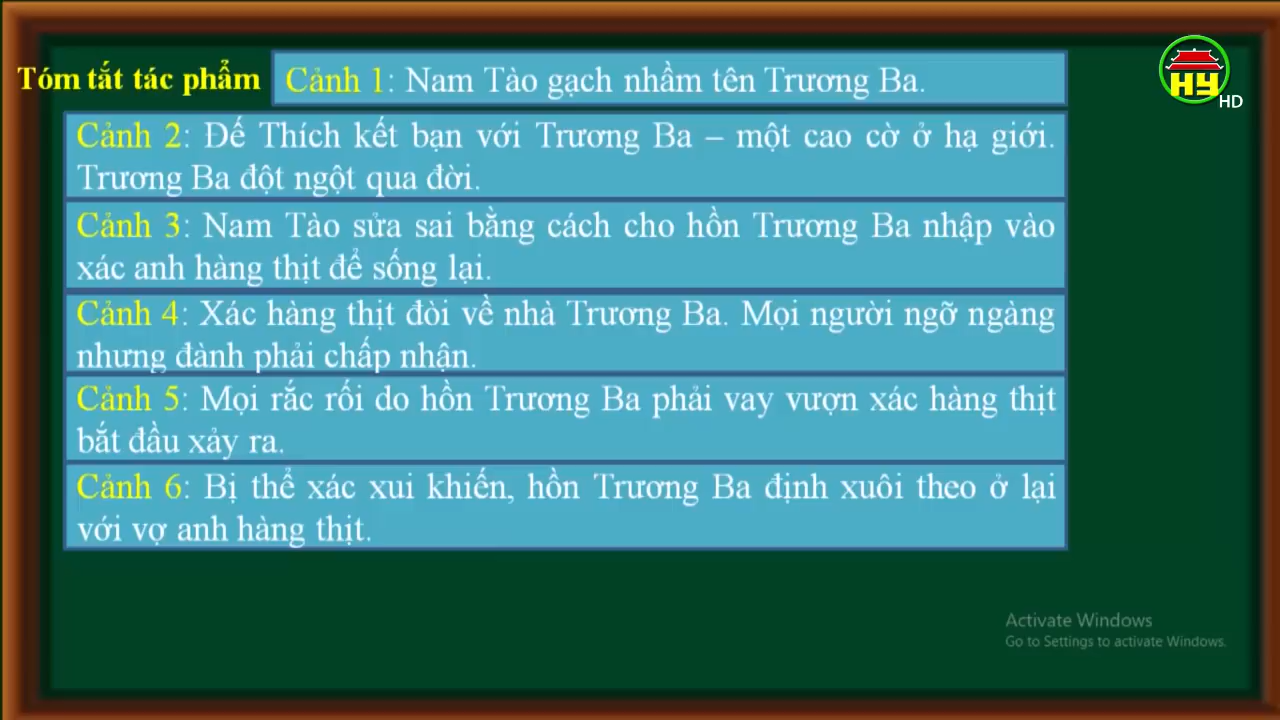 Tóm tắt tác phẩm
Cảnh 1: Nam Tào gạch nhầm tên Trương Ba.
Cảnh 2: Đế Thích kết bạn với Trương Ba – một cao cờ ở hạ giới.
Trương Ba đột ngột qua đời.
Cảnh 3: Nam Tào sửa sai bằng cách cho hồn Trương Ba nhập vào
xác anh hàng thịt để sống lại.
Cảnh 4: Xác hàng thịt đòi về nhà Trương Ba. Mọi người ngỡ ngàng
nhưng đành phải chấp nhận.
Cảnh 5: Mọi rắc rối do hồn Trương Ba phải vay vượn xác hàng thịt
bắt đầu xảy ra.
Cảnh 6: Bị thể xác xui khiến, hồn Trương Ba định xuôi theo ở lại
với vợ anh hàng thịt.
HY
HD
Activate Windows
Go to Settings to activate Windows.